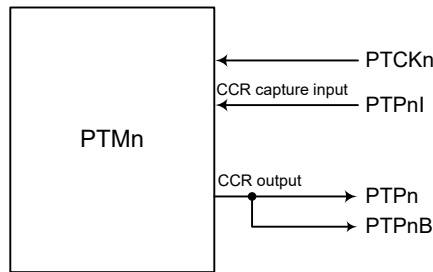 PTMn
PTCKn
CCR capture input
PTPnI
CCR output
PTPn
PTPnB